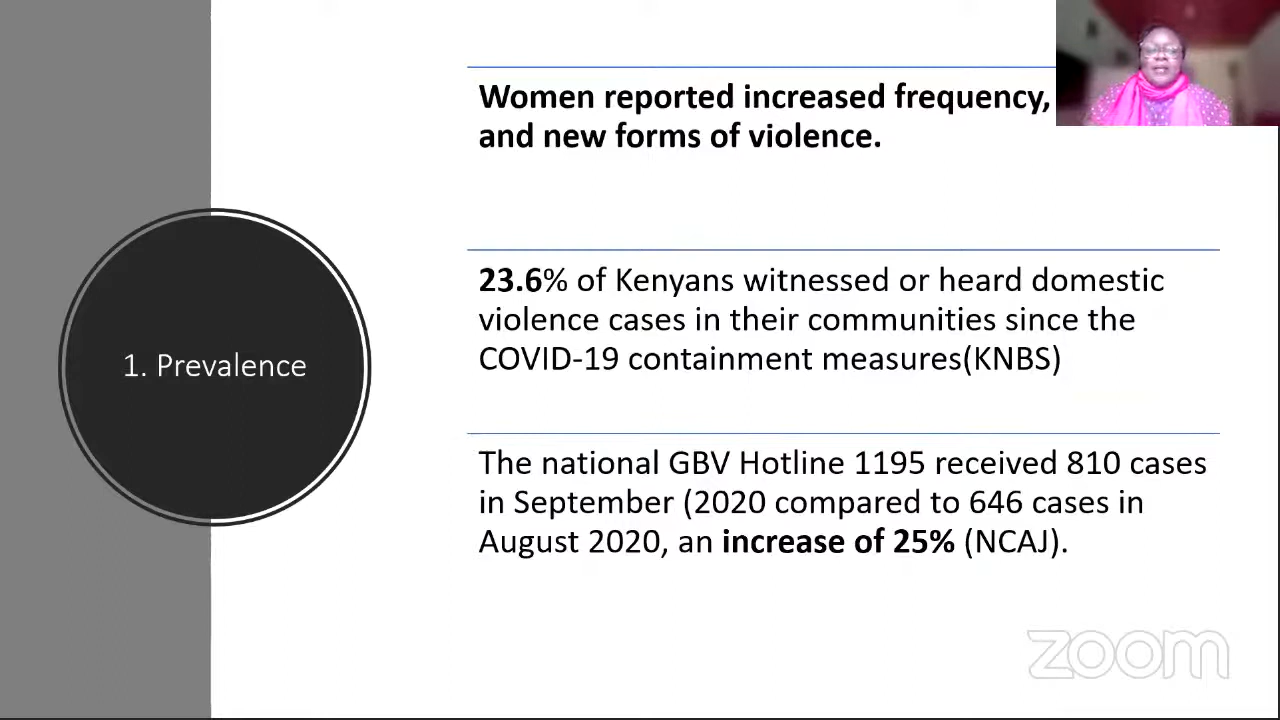 Women reported increased frequency,
and new forms of violence.
23.6% of Kenyans witnessed or heard domestic
violence cases in their communities since the
COVID-19 containment measures(KNBS)
1. Prevalence
The national GBV Hotline 1195 received 810 cases
in September (2020 compared to 646 cases in
August 2020, an increase of 25% (NCAJ).
zoom